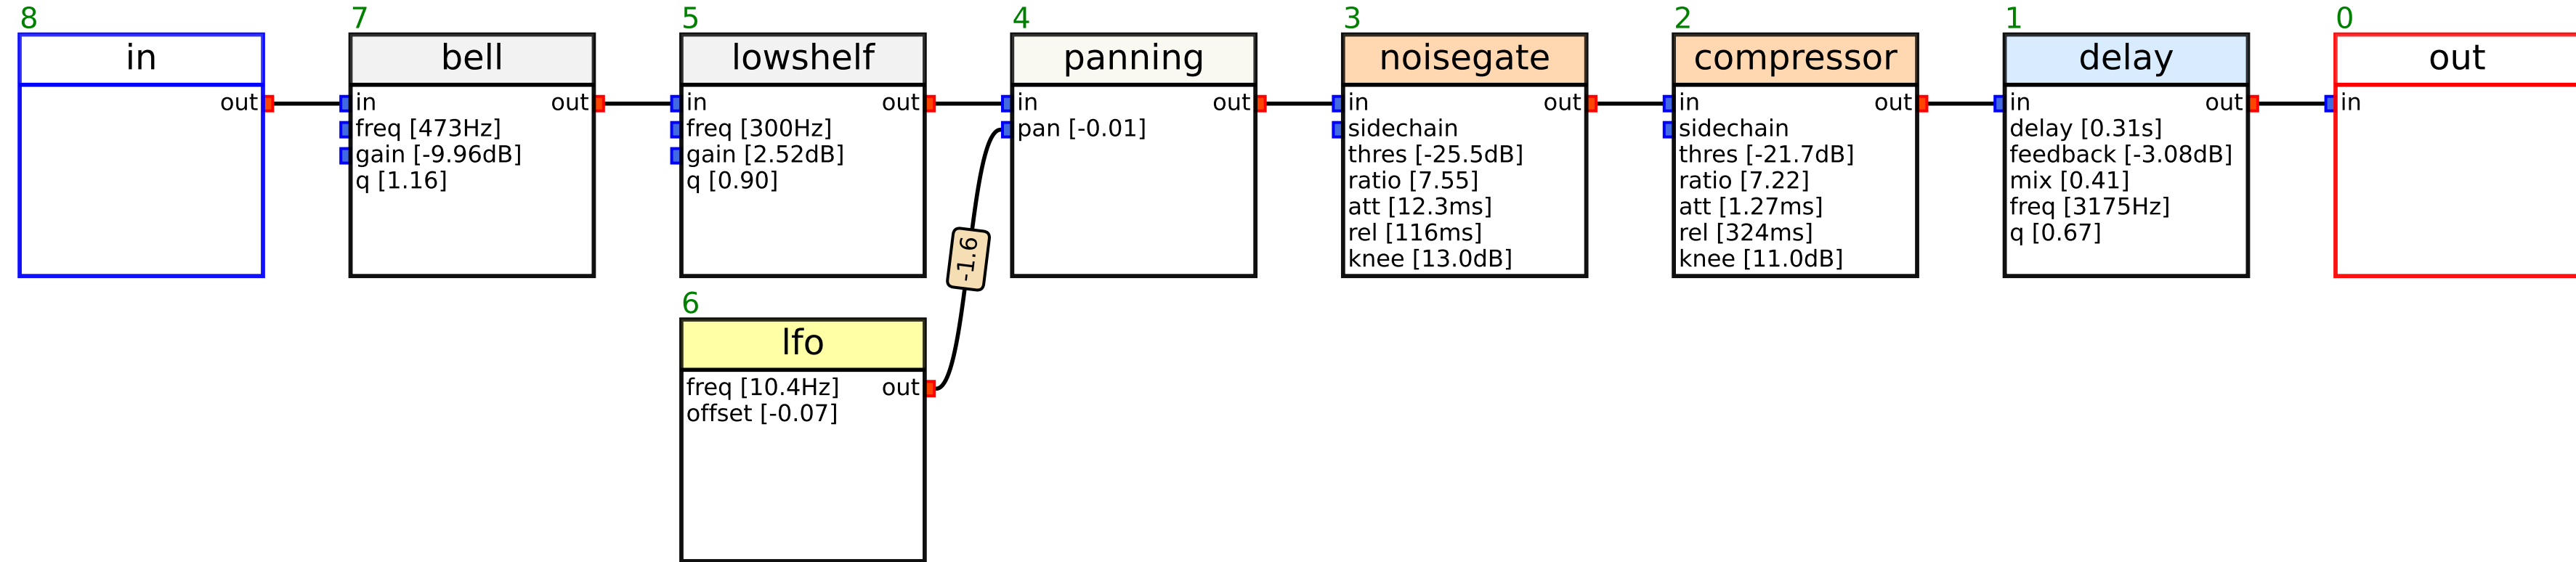 8
in
out
7
bell
in out
freq [473Hz]
gain [-9.96dB]
q [1.16]
5
lowshelf
in out
freq [300Hz]
gain [2.52dB]
q [0.90]
4
panning
in out
pan [-0.01]
3
noisegate
in out
sidechain
thres [-25.5dB]
ratio [7.55]
att [12.3ms]
rel [116ms]
knee [13.0dB]
2
compressor
in out
sidechain
thres [-21.7dB]
ratio [7.22]
att [1.27ms]
rel [324ms]
knee [11.0dB]
1
delay
in out
delay [0.31s]
feedback [-3.08dB]
mix [0.41]
freq [3175Hz]
q [0.67]
0
out
in
-1.6
6
lfo
freq [10.4Hz] out
offset [-0.07]